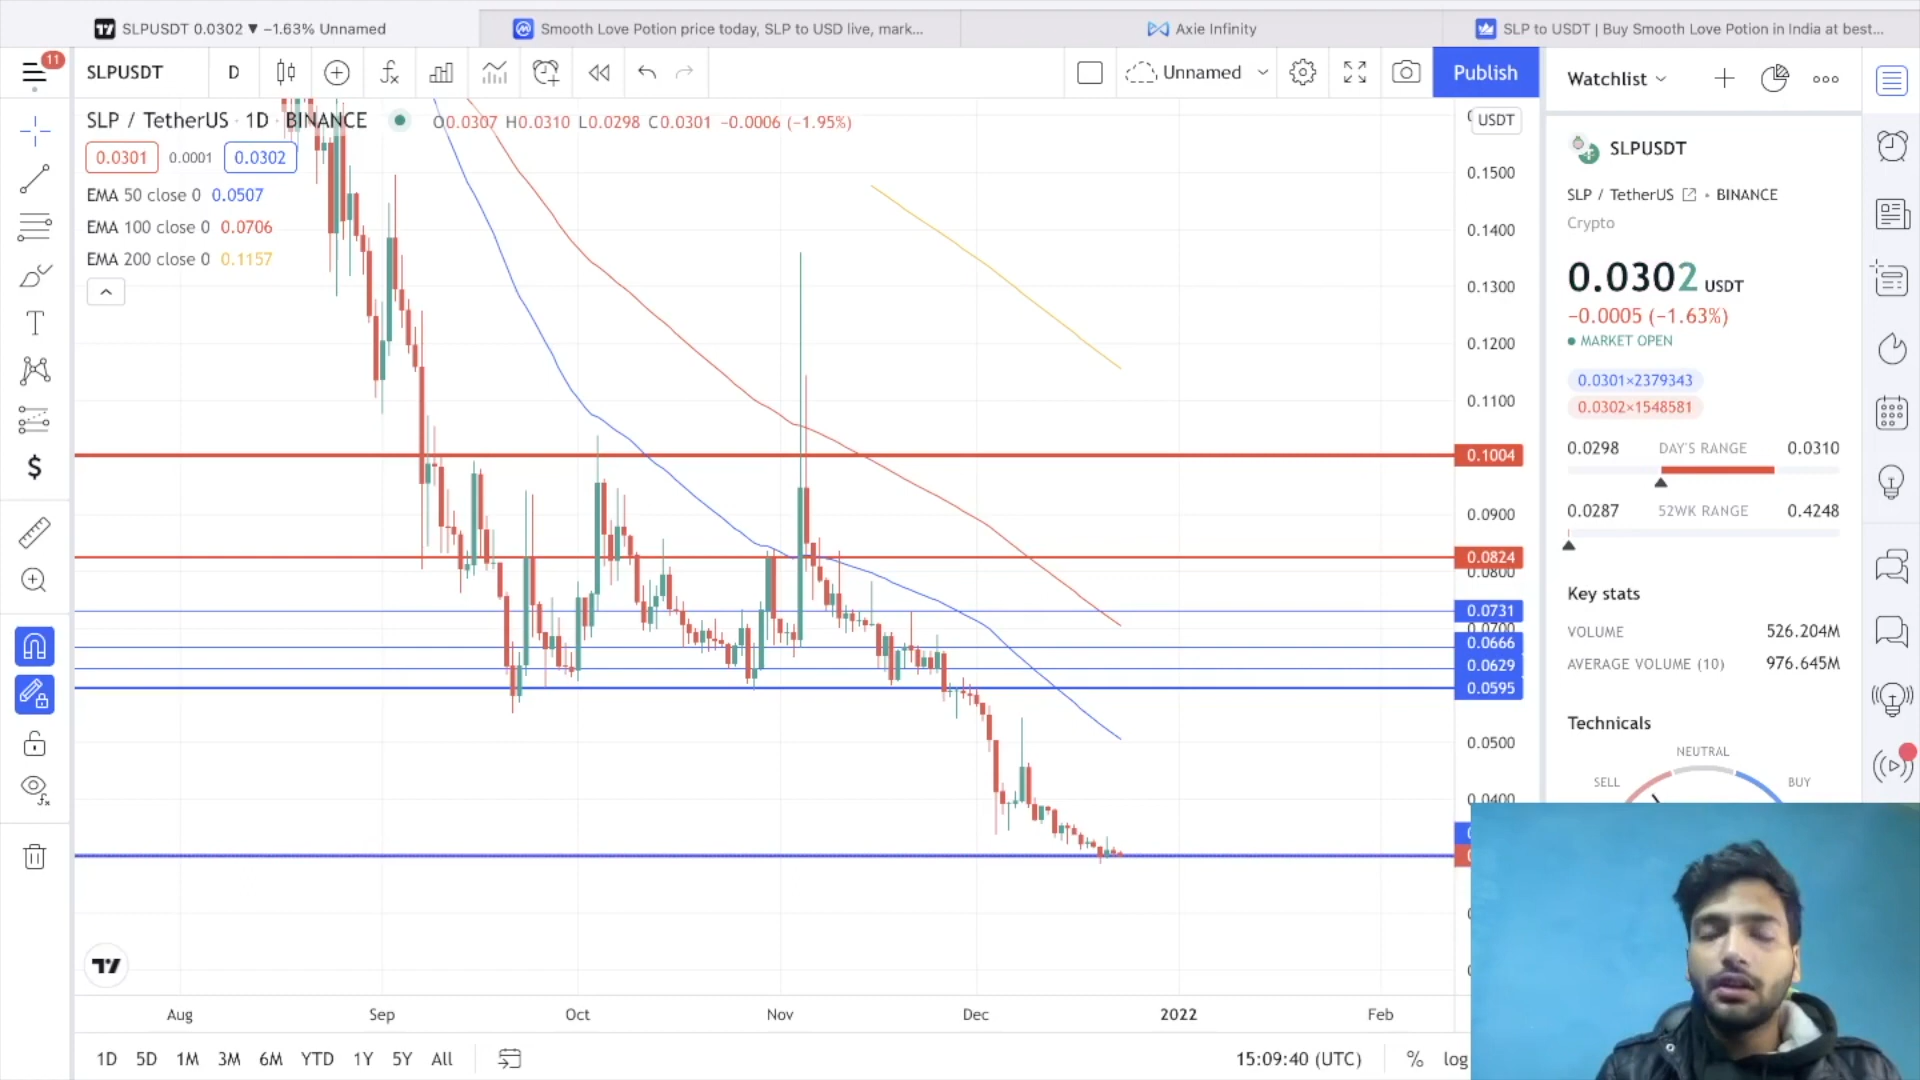 SLPUSDT 0.0302 ▼ −1.63% Unnamed
Smooth Love Potion price today, SLP to USD live, mark...
Axie Infinity
SLP to USDT | Buy Smooth Love Potion in India at best...
11
SLPUSDT
D
Unnamed
Publish
Watchlist
SLP / TetherUS · 1D · BINANCE
O0.0307 H0.0310 L0.0298 C0.0301 −0.0006 (−1.95%)
USDT
0.0301
0.0001
0.0302
EMA 50 close 0 0.0507
EMA 100 close 0 0.0706
EMA 200 close 0 0.1157
0.1500
0.1400
0.1300
0.1200
0.1100
0.1004
0.0900
0.0824
0.0800
0.0731
0.0700
0.0666
0.0629
0.0595
0.0500
0.0400
SLPUSDT
SLP / TetherUS • BINANCE
Crypto
0.0302 USDT
−0.0005 (−1.63%)
MARKET OPEN
0.0301×2379343
0.0302×1548581
0.0298 DAY'S RANGE 0.0310
0.0287 52WK RANGE 0.4248
Key stats
VOLUME 526.204M
AVERAGE VOLUME (10) 976.645M
Technicals
NEUTRAL
SELL
BUY
Aug Sep Oct Nov Dec 2022 Feb
1D 5D 1M 3M 6M YTD 1Y 5Y All
15:09:40 (UTC)
% log